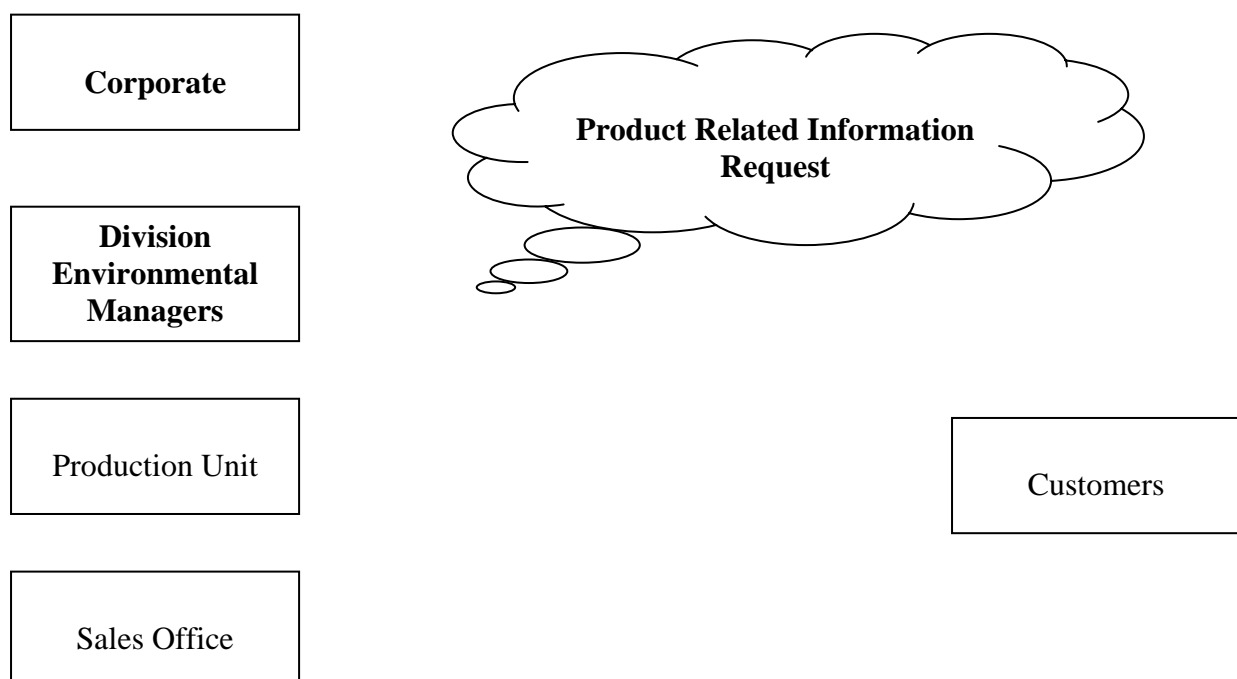 Corporate
Product Related Information
Request
Division
Environmental
Managers
Production Unit
Customers
Sales Office